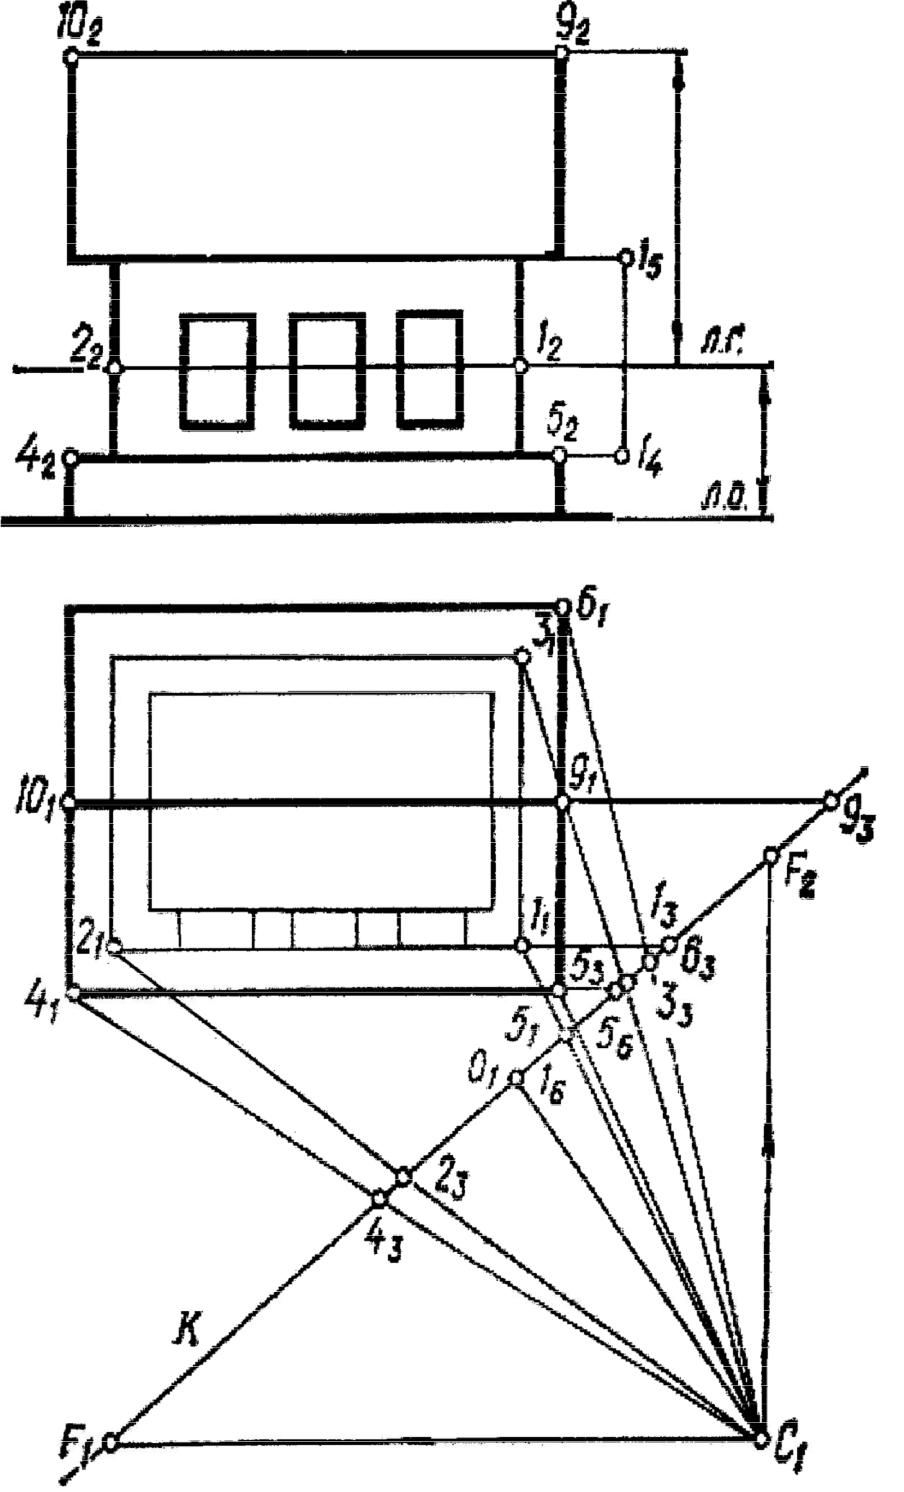 10₂ 9₂
1₅
2₂ 1₂ л.г.
4₂ 5₂ 1₄
л.о.
6₁
3₁
10₁ 9₁ 9₃
F₂
2₁ 1₁ 1₃
4₁ 5₃ 6₃
5₁ 5₆ 3₃
0₁ 1₆
2₃
4₃
K
F₁ C₁